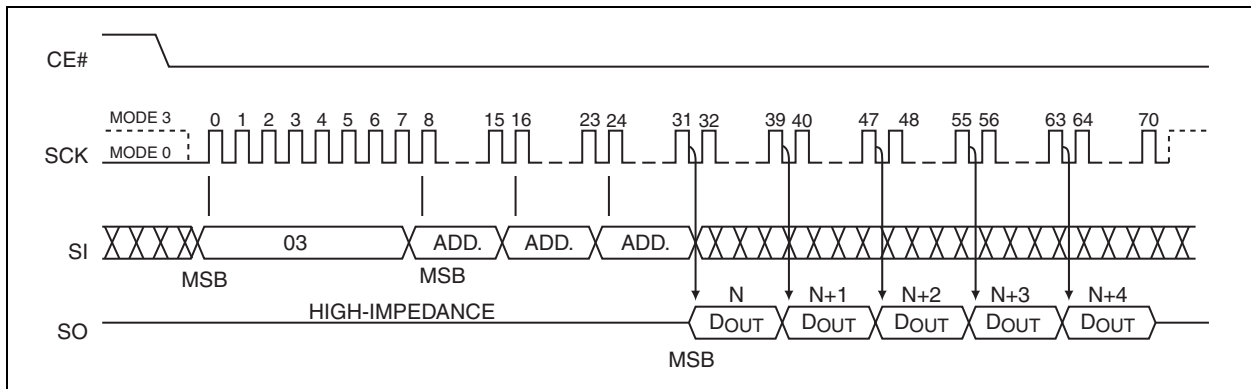 CE#
MODE 3
0 1 2 3 4 5 6 7 8 15 16 23 24 31 32 39 40 47 48 55 56 63 64 70
SCK
MODE 0
SI
03 ADD. ADD. ADD.
MSB MSB
HIGH-IMPEDANCE
N N+1 N+2 N+3 N+4
SO
DOUT DOUT DOUT DOUT DOUT
MSB